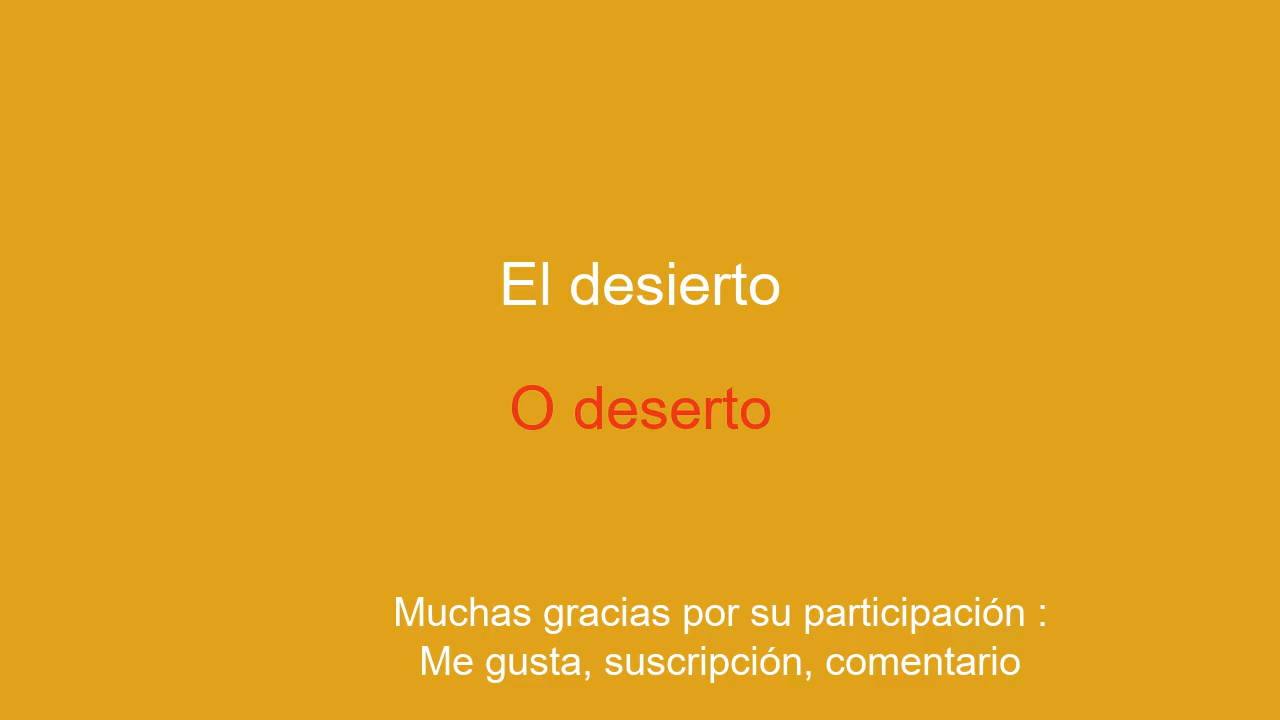 El desierto
O deserto
Muchas gracias por su participación :
Me gusta, suscripción, comentario